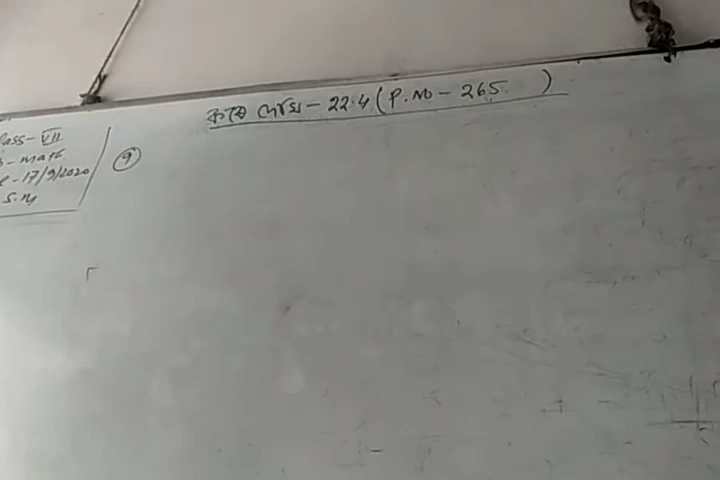 কষে দেখি - 22.4 (P.No - 265 )
Class - VII
- math
- 17/9/2020
S.M
9